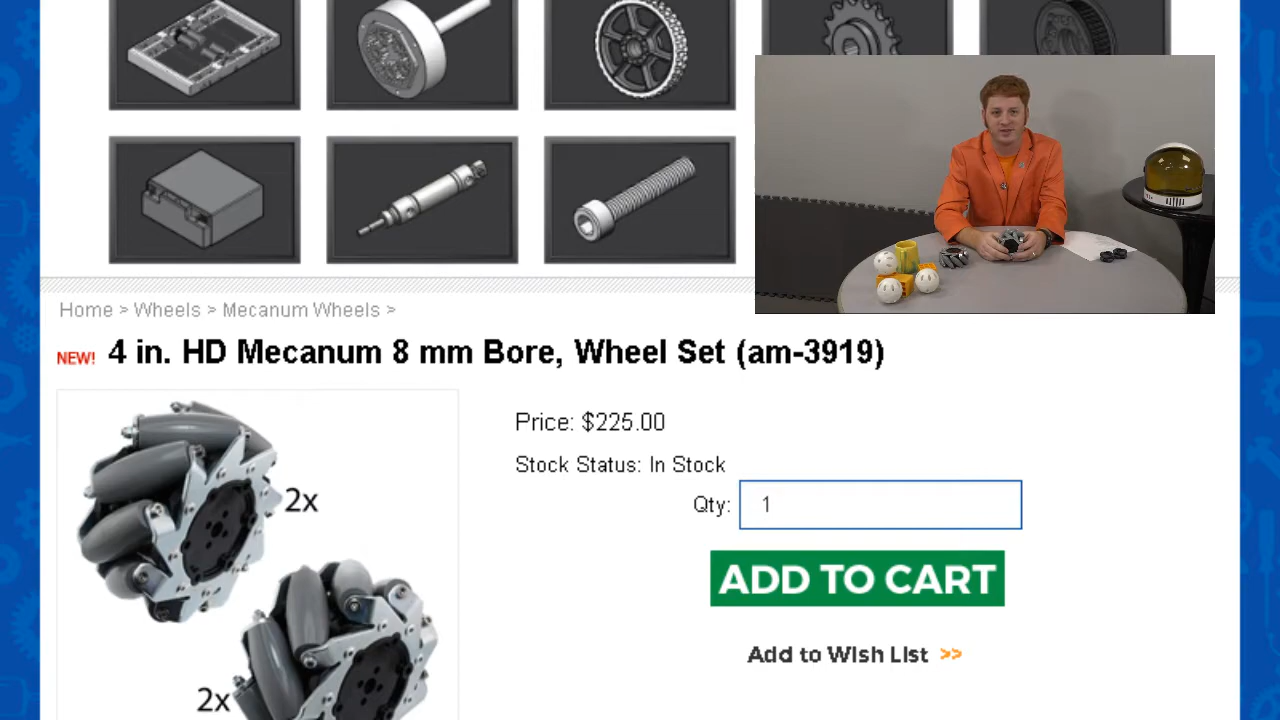 Home > Wheels > Mecanum Wheels >
NEW! 4 in. HD Mecanum 8 mm Bore, Wheel Set (am-3919)
Price: $225.00
Stock Status: In Stock
Qty: 1
2x
ADD TO CART
Add to Wish List >>
2x